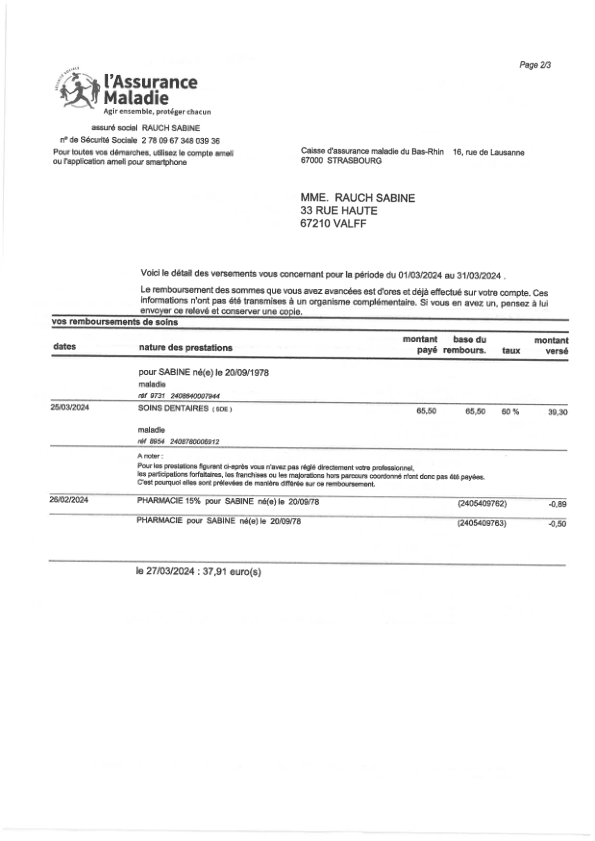 Page 2/3
SÉCURITÉ SOCIALE
l'Assurance
Maladie
Agir ensemble, protéger chacun
assuré social RAUCH SABINE
n° de Sécurité Sociale 2 78 09 67 348 039 36
Pour toutes vos démarches, utilisez le compte ameli
ou l'application ameli pour smartphone
Caisse d'assurance maladie du Bas-Rhin 16, rue de Lausanne
67000 STRASBOURG
MME. RAUCH SABINE
33 RUE HAUTE
67210 VALFF
Voici le détail des versements vous concernant pour la période du 01/03/2024 au 31/03/2024 .
Le remboursement des sommes que vous avez avancées est d'ores et déjà effectué sur votre compte. Ces
informations n'ont pas été transmises à un organisme complémentaire. Si vous en avez un, pensez à lui
envoyer ce relevé et conserver une copie.
vos remboursements de soins
dates nature des prestations montant payé base du rembours. taux montant versé
pour SABINE né(e) le 20/09/1978
maladie
réf 9731 2408640007944
25/03/2024 SOINS DENTAIRES ( SDE ) 65,50 65,50 60 % 39,30
maladie
réf 8954 2408780006912
A noter :
Pour les prestations figurant ci-après vous n'avez pas réglé directement votre professionnel,
les participations forfaitaires, les franchises ou les majorations hors parcours coordonné n'ont donc pas été payées.
C'est pourquoi elles sont prélevées de manière différée sur ce remboursement.
26/02/2024 PHARMACIE 15% pour SABINE né(e) le 20/09/78 (2405409762) -0,89
PHARMACIE pour SABINE né(e) le 20/09/78 (2405409763) -0,50
le 27/03/2024 : 37,91 euro(s)